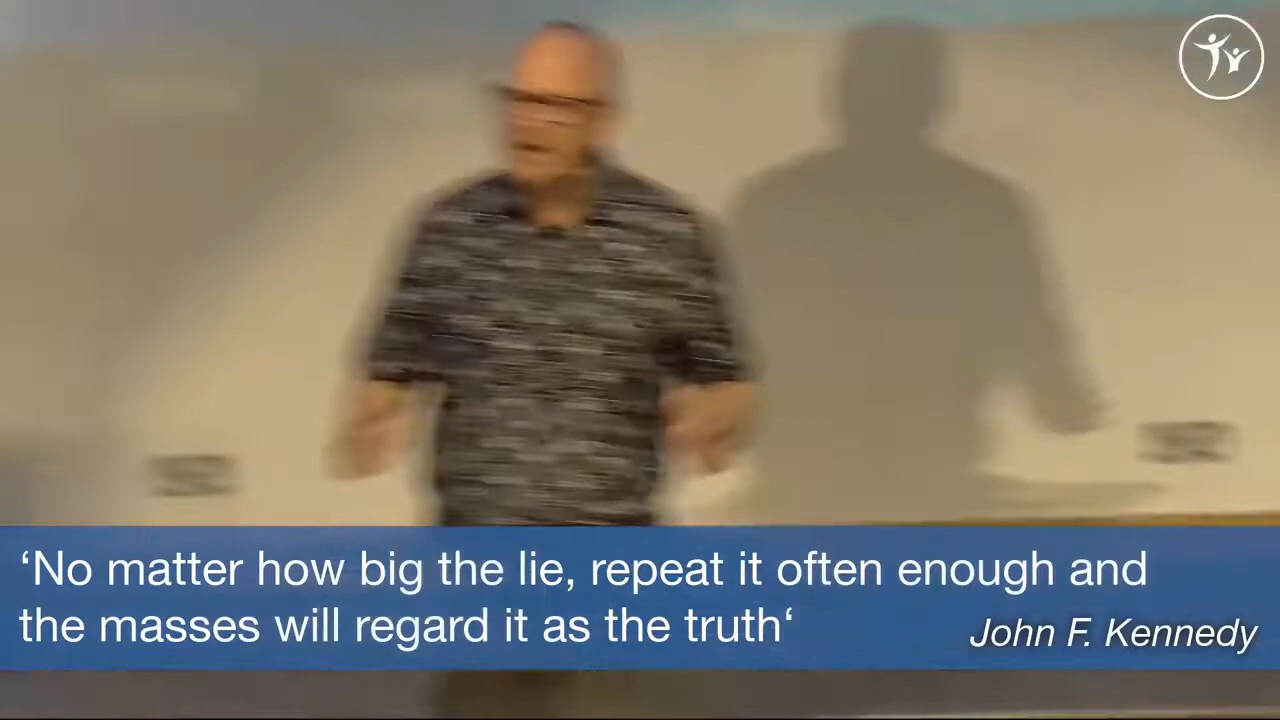 ‘No matter how big the lie, repeat it often enough and
the masses will regard it as the truth‘
John F. Kennedy